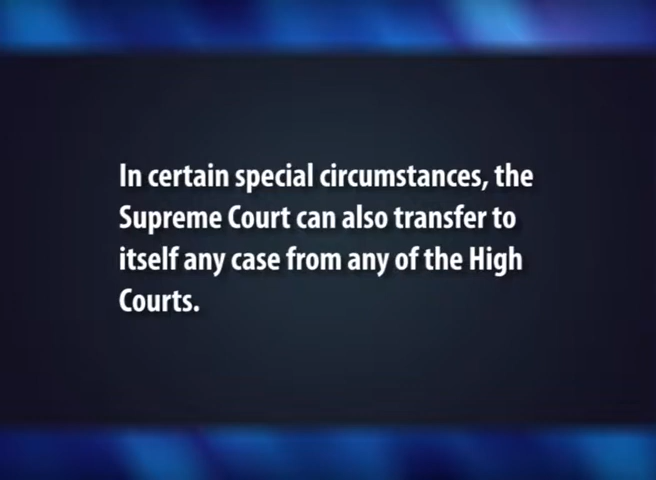 In certain special circumstances, the
Supreme Court can also transfer to
itself any case from any of the High
Courts.